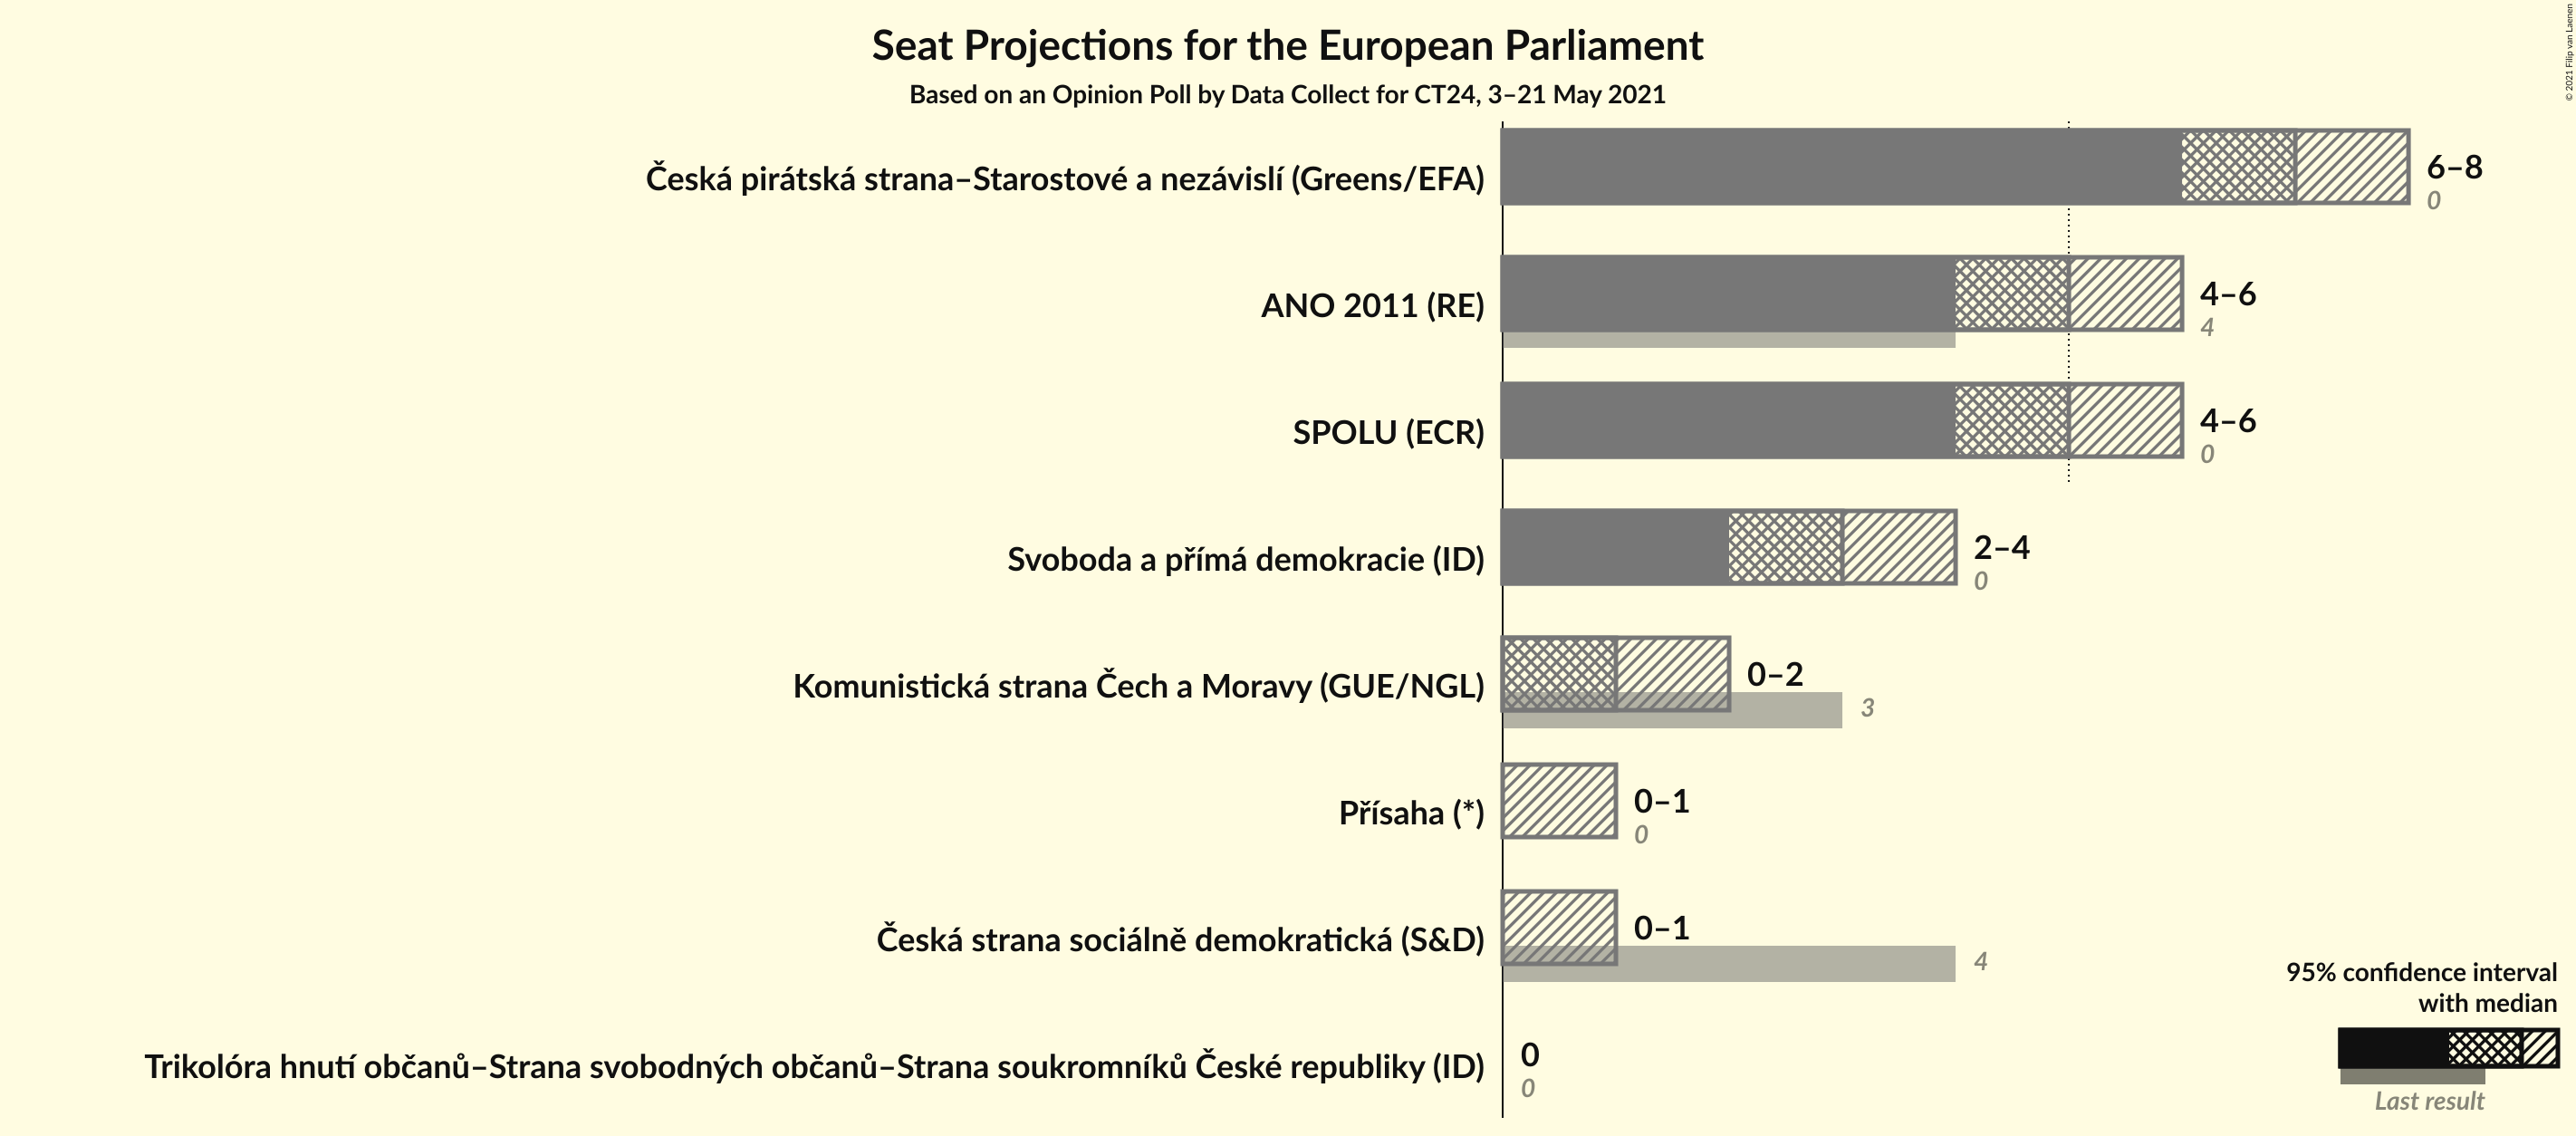 Seat Projections for the European Parliament
Based on an Opinion Poll by Data Collect for CT24, 3–21 May 2021
© 2021 Filip van Laenen
Česká pirátská strana–Starostové a nezávislí (Greens/EFA)
6–8
0
ANO 2011 (RE)
4–6
4
SPOLU (ECR)
4–6
0
Svoboda a přímá demokracie (ID)
2–4
0
Komunistická strana Čech a Moravy (GUE/NGL)
0–2
3
Přísaha (*)
0–1
0
Česká strana sociálně demokratická (S&D)
0–1
4
Trikolóra hnutí občanů–Strana svobodných občanů–Strana soukromníků České republiky (ID)
0
0
95% confidence interval
with median
Last result